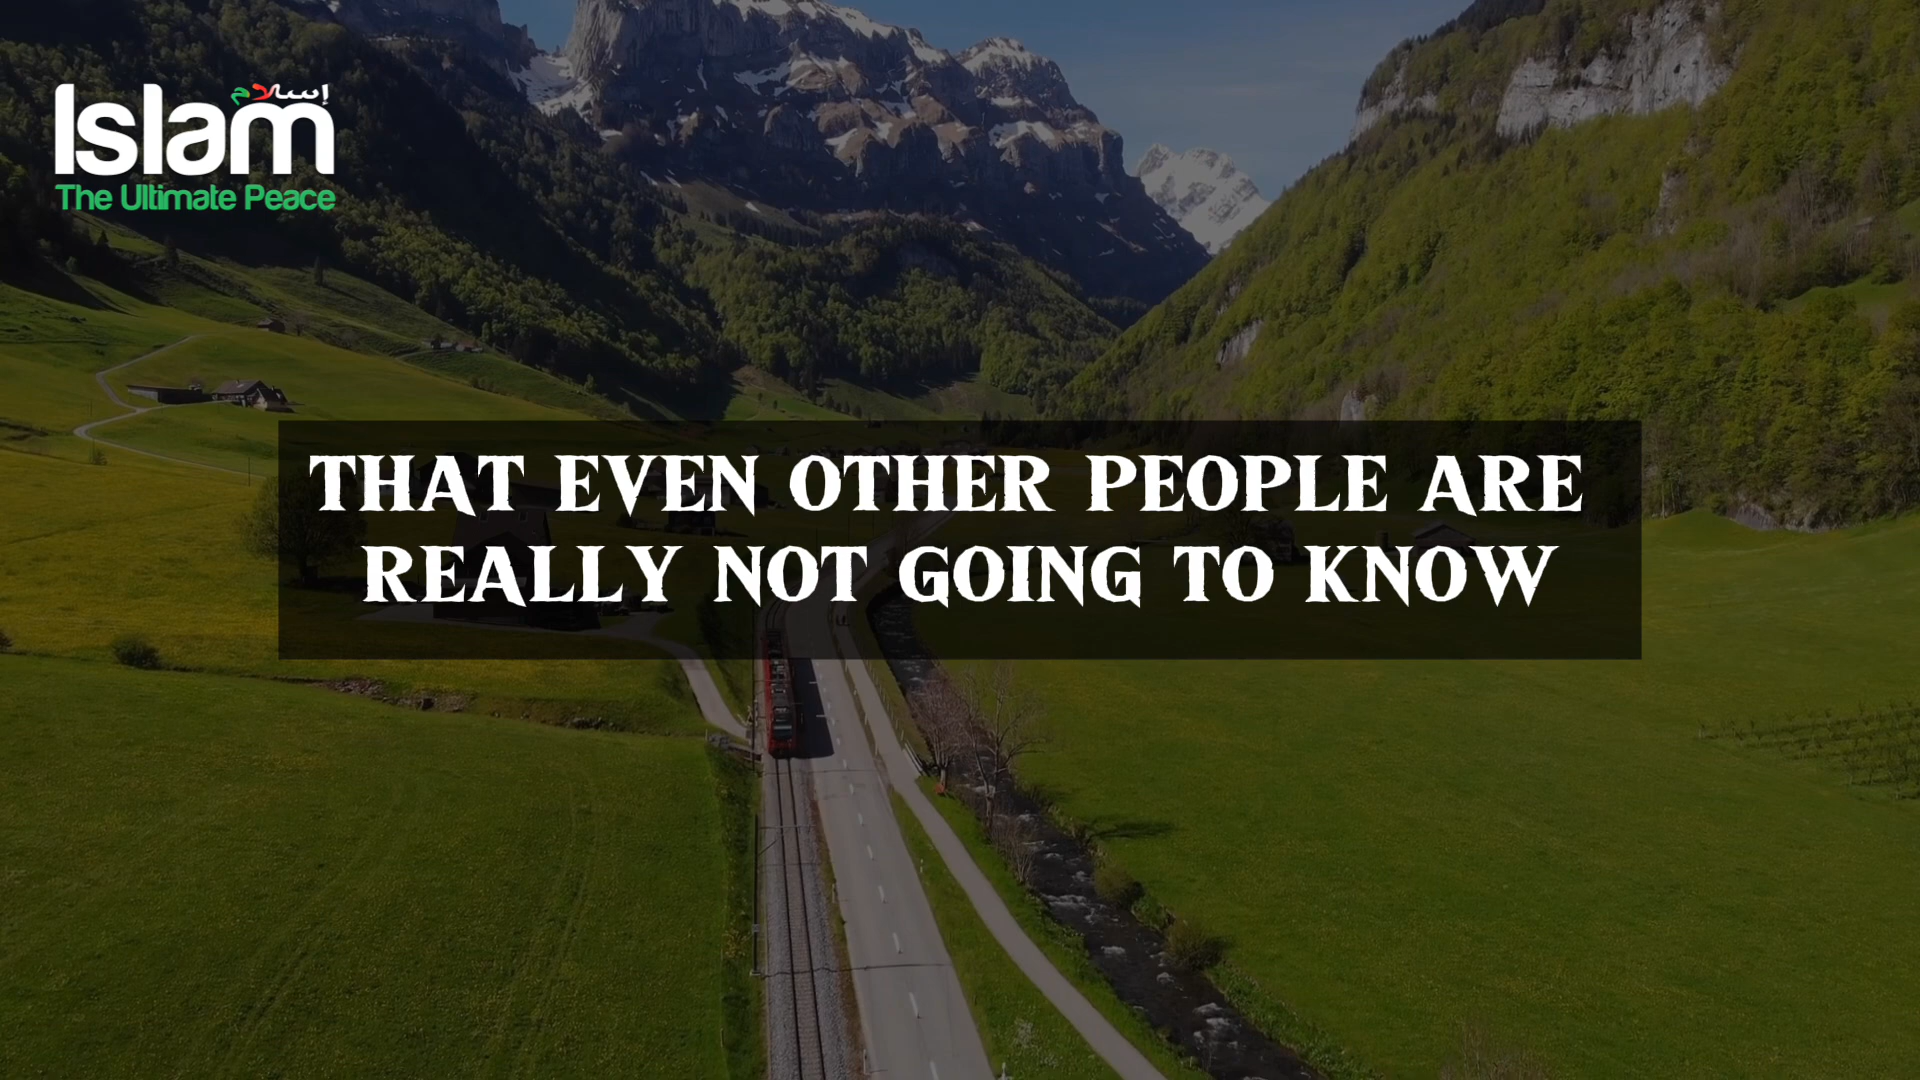 إسلام
Islam
The Ultimate Peace
THAT EVEN OTHER PEOPLE ARE
REALLY NOT GOING TO KNOW